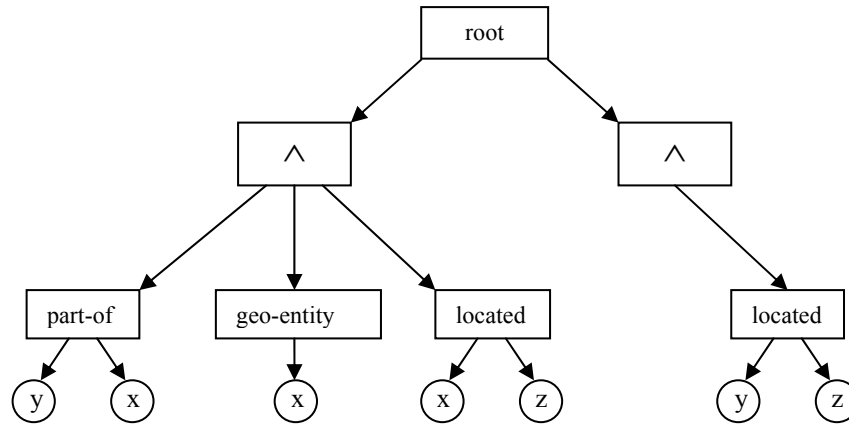 root
∧ ∧
part-of geo-entity located located
y x x x z y z